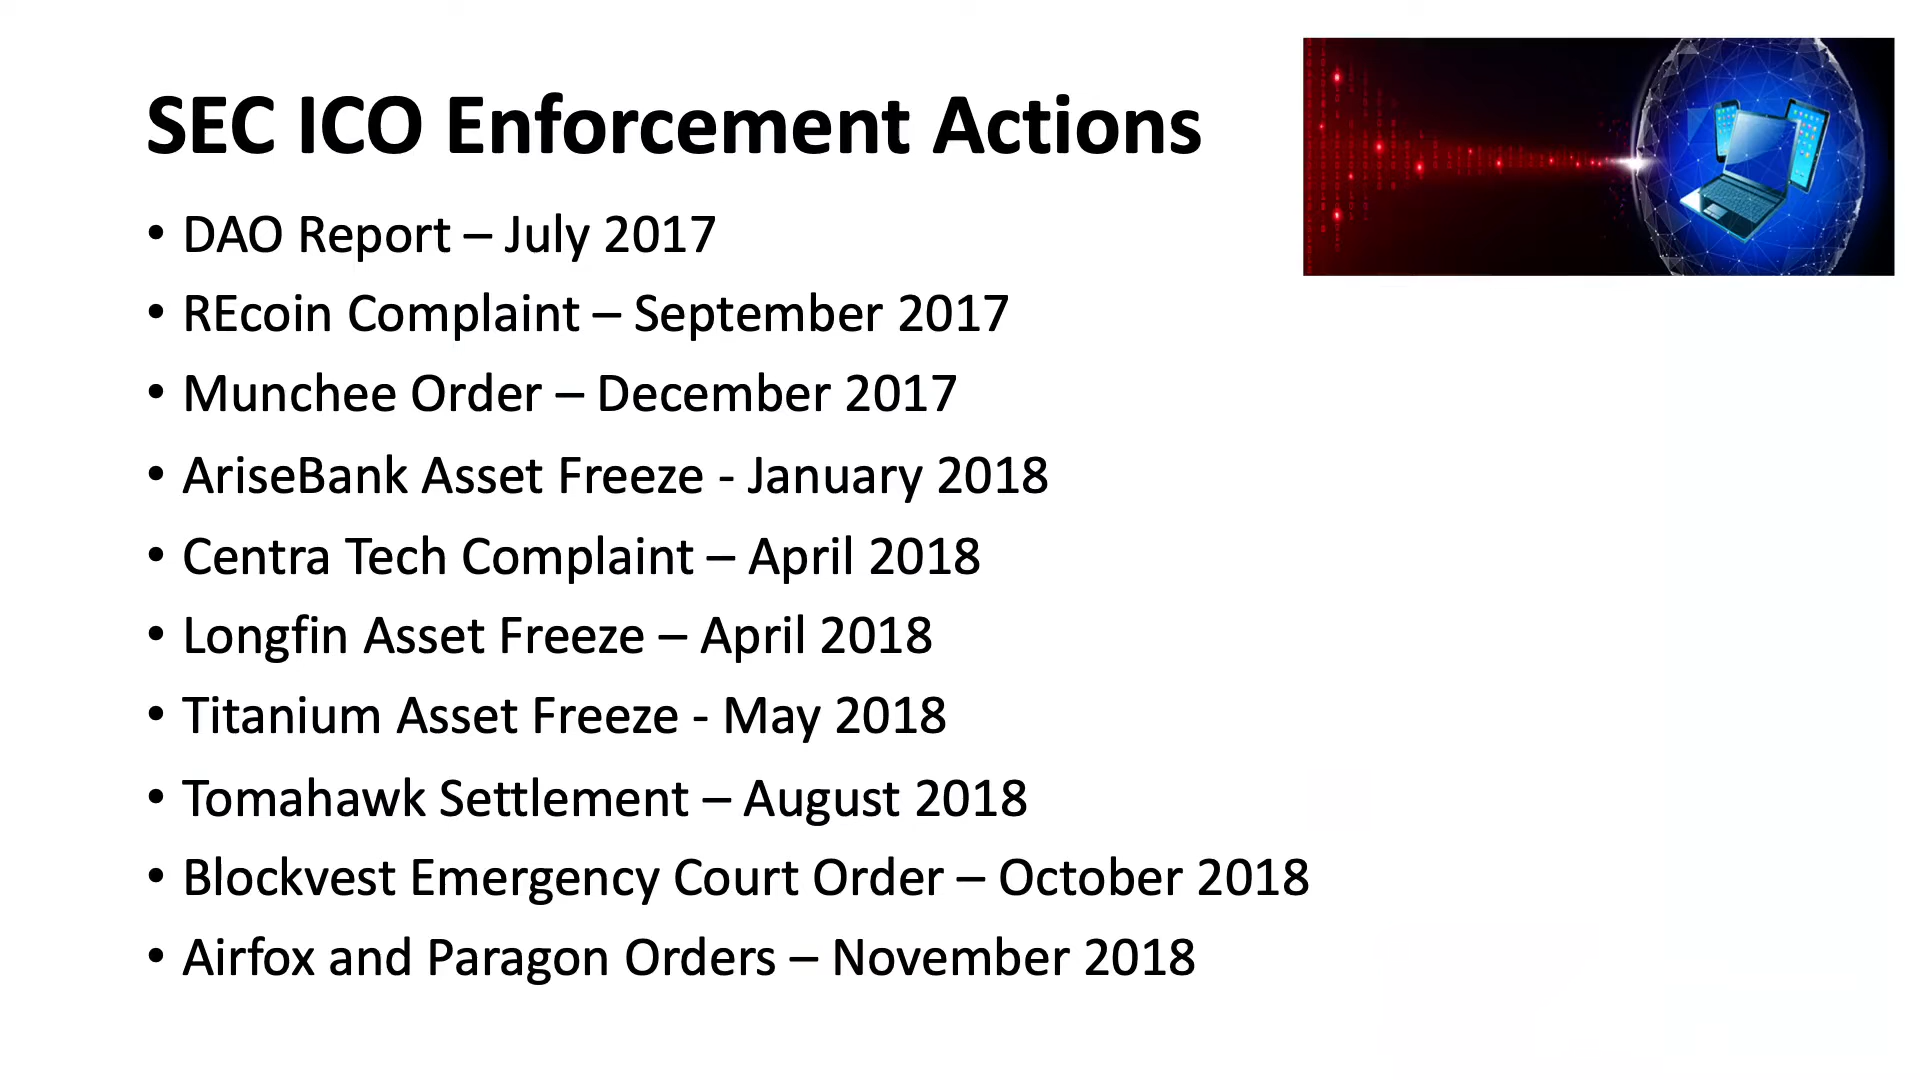 SEC ICO Enforcement Actions
• DAO Report – July 2017
• REcoin Complaint – September 2017
• Munchee Order – December 2017
• AriseBank Asset Freeze - January 2018
• Centra Tech Complaint – April 2018
• Longfin Asset Freeze – April 2018
• Titanium Asset Freeze - May 2018
• Tomahawk Settlement – August 2018
• Blockvest Emergency Court Order – October 2018
• Airfox and Paragon Orders – November 2018